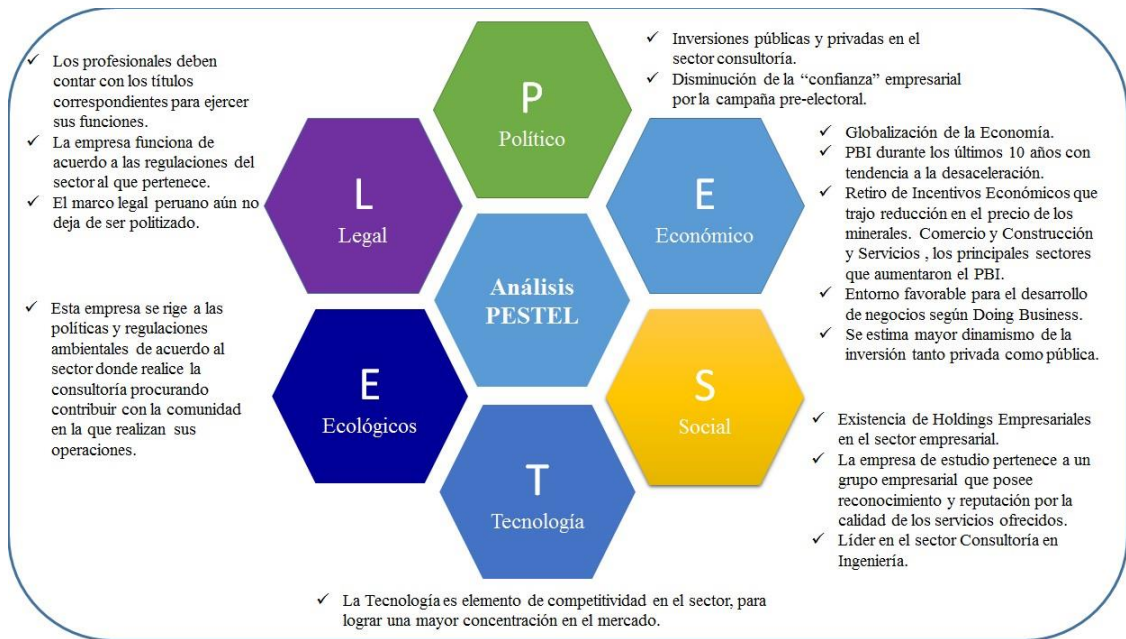 ✓ Los profesionales deben
contar con los títulos
correspondientes para ejercer
sus funciones.
✓ La empresa funciona de
acuerdo a las regulaciones del
sector al que pertenece.
✓ El marco legal peruano aún no
deja de ser politizado.
P
Político
✓ Inversiones públicas y privadas en el
sector consultoría.
✓ Disminución de la “confianza” empresarial
por la campaña pre-electoral.
L
Legal
E
Económico
✓ Globalización de la Economía.
✓ PBI durante los últimos 10 años con
tendencia a la desaceleración.
✓ Retiro de Incentivos Económicos que
trajo reducción en el precio de los
minerales. Comercio y Construcción
y Servicios , los principales sectores
que aumentaron el PBI.
✓ Entorno favorable para el desarrollo
de negocios según Doing Business.
✓ Se estima mayor dinamismo de la
inversión tanto privada como pública.
Análisis
PESTEL
✓ Esta empresa se rige a las
políticas y regulaciones
ambientales de acuerdo al
sector donde realice la
consultoría procurando
contribuir con la comunidad
en la que realizan sus
operaciones.
E
Ecológicos
S
Social
✓ Existencia de Holdings Empresariales
en el sector empresarial.
✓ La empresa de estudio pertenece a un
grupo empresarial que posee
reconocimiento y reputación por la
calidad de los servicios ofrecidos.
✓ Líder en el sector Consultoría en
Ingeniería.
T
Tecnología
✓ La Tecnología es elemento de competitividad en el sector, para
lograr una mayor concentración en el mercado.